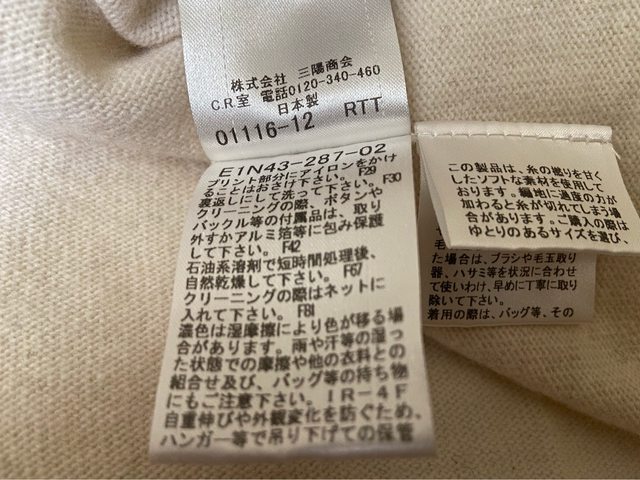 株式会社 三陽商会
C.R.室 電話0120-340-460
日本製
01116-12 RTT
E1N43-287-02
プリント部分にアイロンをかけ
ることはおさけ下さい。F29
裏返しにして洗って下さい。F30
クリーニングの際、ボタンや
バックル等の付属品は、取り
外すかアルミ箔等に包み保護
して下さい。F42
石油系溶剤で短時間処理後、
自然乾燥して下さい。F67
クリーニングの際はネットに
入れて下さい。F81
濃色は湿摩擦により色が移る場
合があります。雨や汗等の湿っ
た状態での摩擦や他の衣料との
組合せ及び、バッグ等の持ち物
にもご注意下さい。IR-4F
自重伸びや外観変化を防ぐため、
ハンガー等で吊り下げての保管
この製品は、糸の撚りを甘く
したソフトな素材を使用して
おります。編地に過度の力が
加わると糸が切れてしまう場
合があります。ご購入の際は
ゆとりのあるサイズを選び、
た場合は、ブラシや毛玉取り
器、ハサミ等を状況に合わせ
て使いわけ、早めに丁寧に取り
除いて下さい。
着用の際は、バッグ等、その